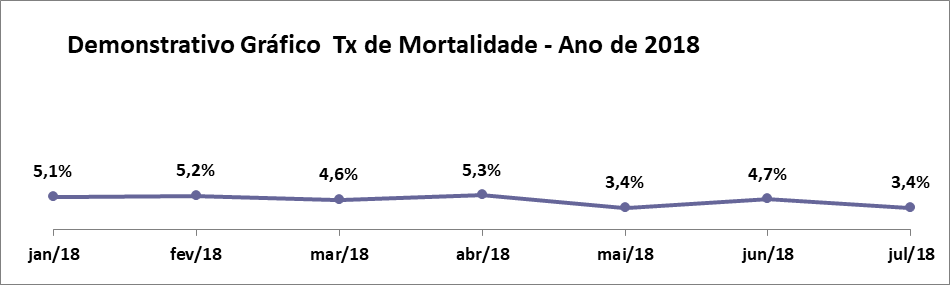 Demonstrativo Gráfico  Tx de Mortalidade - Ano de 2018
5,1% 5,2% 4,6% 5,3% 3,4% 4,7% 3,4%
jan/18 fev/18 mar/18 abr/18 mai/18 jun/18 jul/18